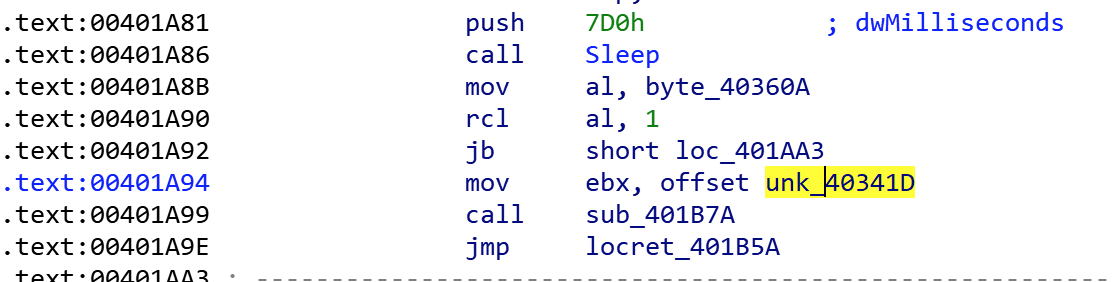 .text:00401A81 push 7D0h ; dwMilliseconds
.text:00401A86 call Sleep
.text:00401A8B mov al, byte_40360A
.text:00401A90 rcl al, 1
.text:00401A92 jb short loc_401AA3
.text:00401A94 mov ebx, offset unk_40341D
.text:00401A99 call sub_401B7A
.text:00401A9E jmp locret_401B5A
.text:00401AA3 ; ---------------------------------------------------------